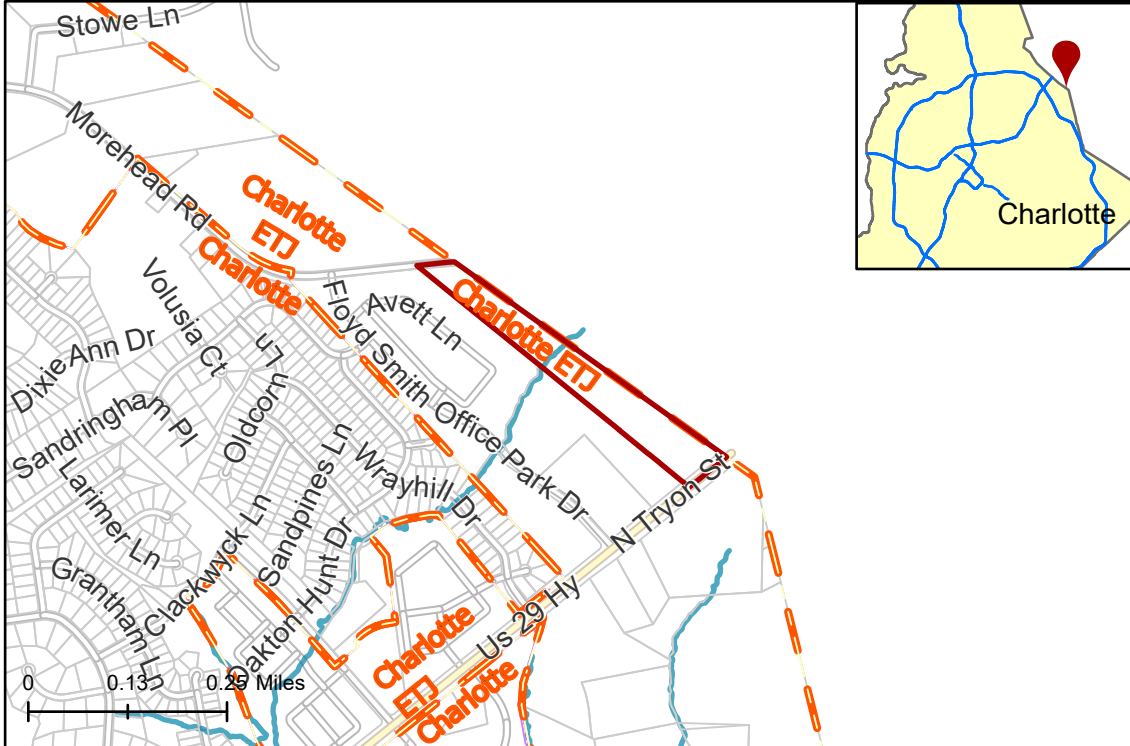 Stowe Ln
Morehead Rd
Charlotte
ETJ
Charlotte
Charlotte
Volusia Ct
Floyd Smith Office Park Dr
Avett Ln
Charlotte ETJ
Dixie Ann Dr
Oldcorn Ln
Sandringham Pl
Larimer Ln
Sandpines Ln
Wrayhill Dr
N Tryon St
Clackwyck Ln
Oakton Hunt Dr
Grantham Ln
Us 29 Hy
Charlotte
ETJ
Charlotte
0 0.13 0.25 Miles